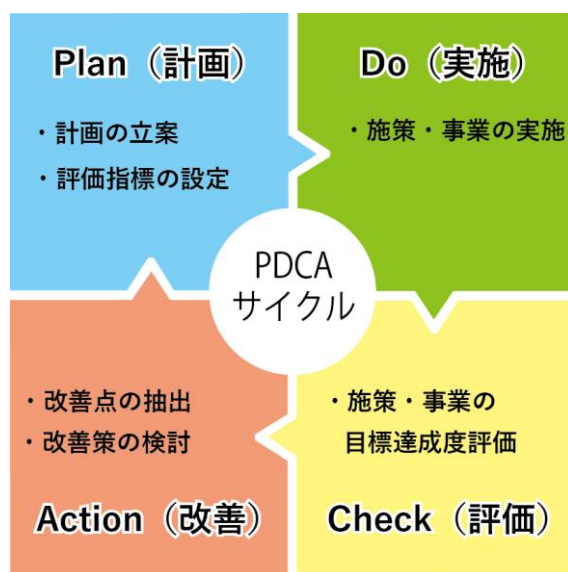 Plan（計画）
・計画の立案
・評価指標の設定
Do（実施）
・施策・事業の実施
PDCA
サイクル
・施策・事業の
目標達成度評価
Check（評価）
・改善点の抽出
・改善策の検討
Action（改善）